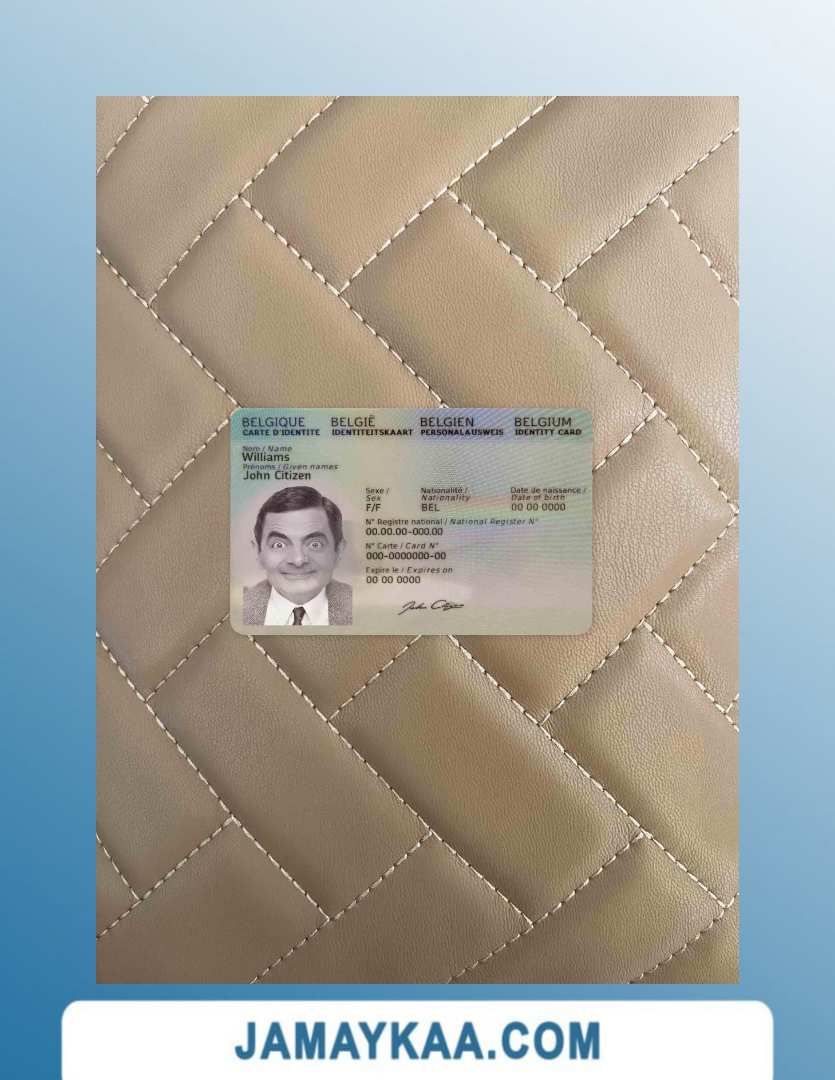 BELGIQUE BELGIË BELGIEN BELGIUM
CARTE D'IDENTITE IDENTITEITSKAART PERSONALAUSWEIS IDENTITY CARD
Nom / Name
Williams
Prénoms / Given names
John Citizen
Sexe / Nationalité / Date de naissance /
Sex Nationality Date of birth
F/F BEL 00 00 0000
N° Registre national / National Register N°
00.00.00-000.00
N° Carte / Card N°
000-0000000-00
Expire le / Expires on
00 00 0000
John Citizen
JAMAYKAA.COM